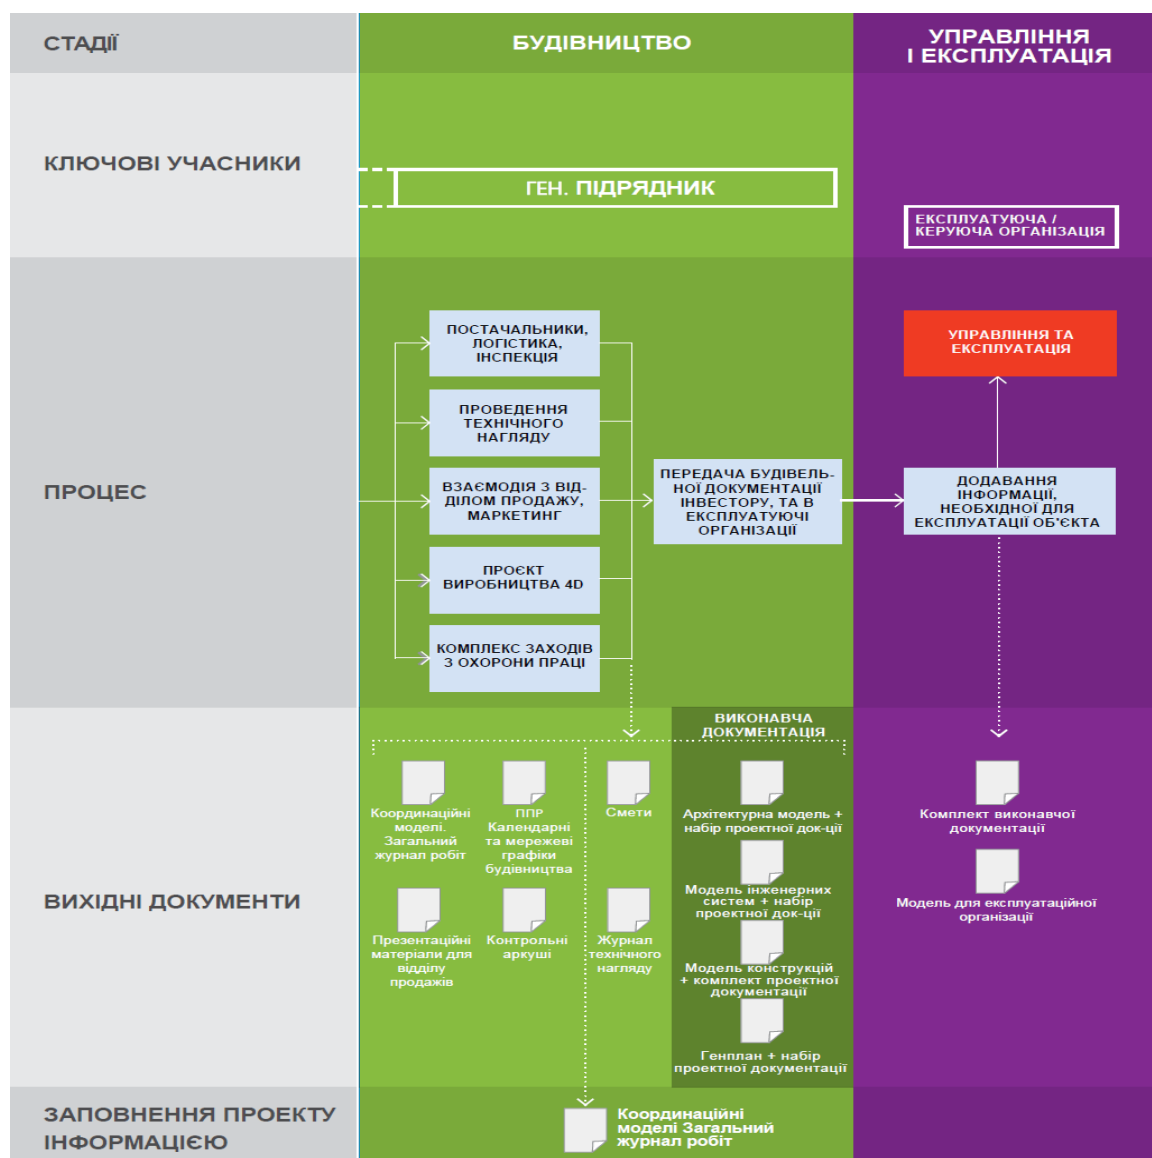 СТАДІЇ
БУДІВНИЦТВО
УПРАВЛІННЯ
І ЕКСПЛУАТАЦІЯ
КЛЮЧОВІ УЧАСНИКИ
ГЕН. ПІДРЯДНИК
ЕКСПЛУАТУЮЧА /
КЕРУЮЧА ОРГАНІЗАЦІЯ
ПРОЦЕС
ПОСТАЧАЛЬНИКИ,
ЛОГІСТИКА,
ІНСПЕКЦІЯ
ПРОВЕДЕННЯ
ТЕХНІЧНОГО
НАГЛЯДУ
ВЗАЄМОДІЯ З ВІД-
ДІЛОМ ПРОДАЖУ,
МАРКЕТИНГ
ПРОЄКТ
ВИРОБНИЦТВА 4D
КОМПЛЕКС ЗАХОДІВ
З ОХОРОНИ ПРАЦІ
ПЕРЕДАЧА БУДІВЕЛЬ-
НОЇ ДОКУМЕНТАЦІЇ
ІНВЕСТОРУ, ТА В
ЕКСПЛУАТУЮЧІ
ОРГАНІЗАЦІЇ
УПРАВЛІННЯ ТА
ЕКСПЛУАТАЦІЯ
ДОДАВАННЯ
ІНФОРМАЦІЇ,
НЕОБХІДНОЇ ДЛЯ
ЕКСПЛУАТАЦІЇ ОБ'ЄКТА
ВИХІДНІ ДОКУМЕНТИ
Координаційні
моделі.
Загальний
журнал робіт
ППР
Календарні
та мережеві
графіки
будівництва
Смети
Презентаційні
матеріали для
відділу
продажів
Контрольні
аркуші
Журнал
технічного
нагляду
ВИКОНАВЧА
ДОКУМЕНТАЦІЯ
Архітектурна модель +
набір проектної док-ції
Модель інженерних
систем + набір
проектної док-ції
Модель конструкцій
+ комплект проектної
документації
Генплан + набір
проектної документації
Комплект виконавчої
документації
Модель для експлуатаційної
організації
ЗАПОВНЕННЯ ПРОЕКТУ
ІНФОРМАЦІЄЮ
Координаційні
моделі Загальний
журнал робіт